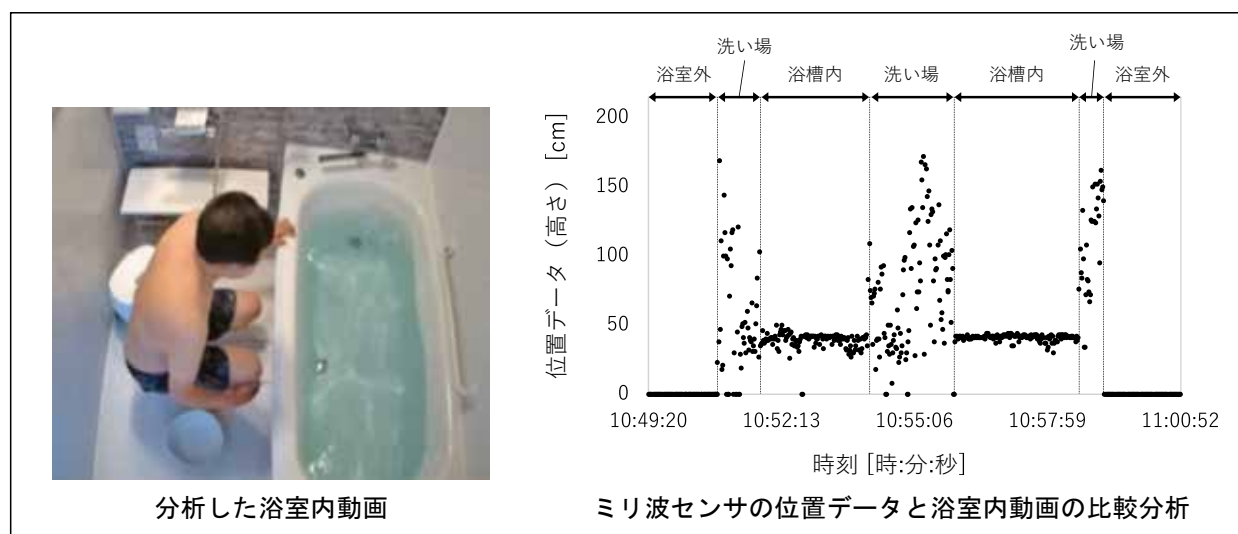 洗い場
洗い場
浴室外
浴槽内
洗い場
浴槽内
浴室外
位置データ（高さ） [cm]
200
150
100
50
0
10:49:20
10:52:13
10:55:06
10:57:59
11:00:52
時刻 [時:分:秒]
分析した浴室内動画
ミリ波センサの位置データと浴室内動画の比較分析